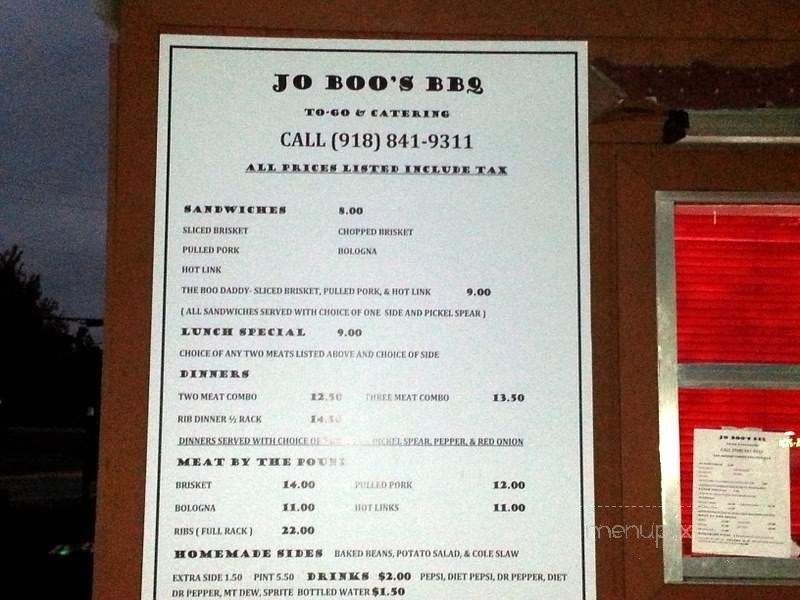 JO BOO'S BBQ
TO-GO & CATERING
CALL (918) 841-9311
ALL PRICES LISTED INCLUDE TAX
SANDWICHES 8.00
SLICED BRISKET CHOPPED BRISKET
PULLED PORK BOLOGNA
HOT LINK
THE BOO DADDY- SLICED BRISKET, PULLED PORK, & HOT LINK 9.00
( ALL SANDWICHES SERVED WITH CHOICE OF ONE SIDE AND PICKEL SPEAR )
LUNCH SPECIAL 9.00
CHOICE OF ANY TWO MEATS LISTED ABOVE AND CHOICE OF SIDE
DINNERS
TWO MEAT COMBO 12.50 THREE MEAT COMBO 13.50
RIB DINNER ½ RACK 14.50
DINNERS SERVED WITH CHOICE OF PICKEL SPEAR, PEPPER, & RED ONION
MEAT BY THE POUND
BRISKET 14.00 PULLED PORK 12.00
BOLOGNA 11.00 HOT LINKS 11.00
RIBS ( FULL RACK ) 22.00
HOMEMADE SIDES BAKED BEANS, POTATO SALAD, & COLE SLAW
EXTRA SIDE 1.50 PINT 5.50 DRINKS $2.00 PEPSI, DIET PEPSI, DR PEPPER, DIET
DR PEPPER, MT DEW, SPRITE BOTTLED WATER $1.50
JO BOO'S BBQ
menupix